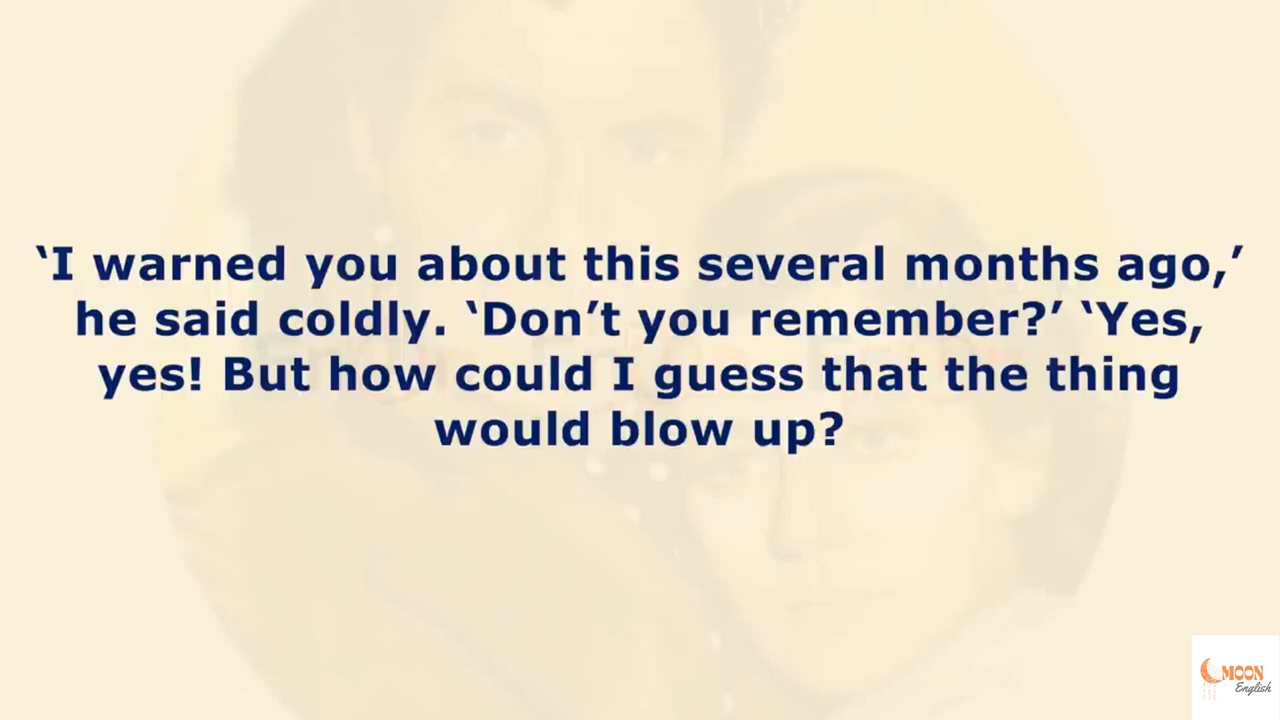 ‘I warned you about this several months ago,’
he said coldly. ‘Don’t you remember?’ ‘Yes,
yes! But how could I guess that the thing
would blow up?
MOON
English